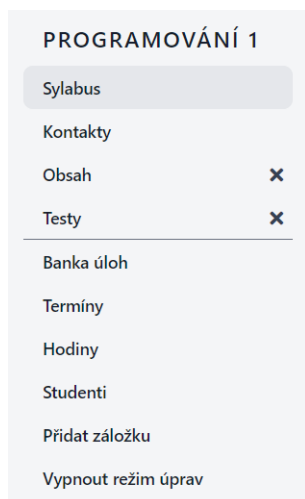 PROGRAMOVÁNÍ 1
Sylabus
Kontakty
Obsah
Testy
Banka úloh
Termíny
Hodiny
Studenti
Přidat záložku
Vypnout režim úprav